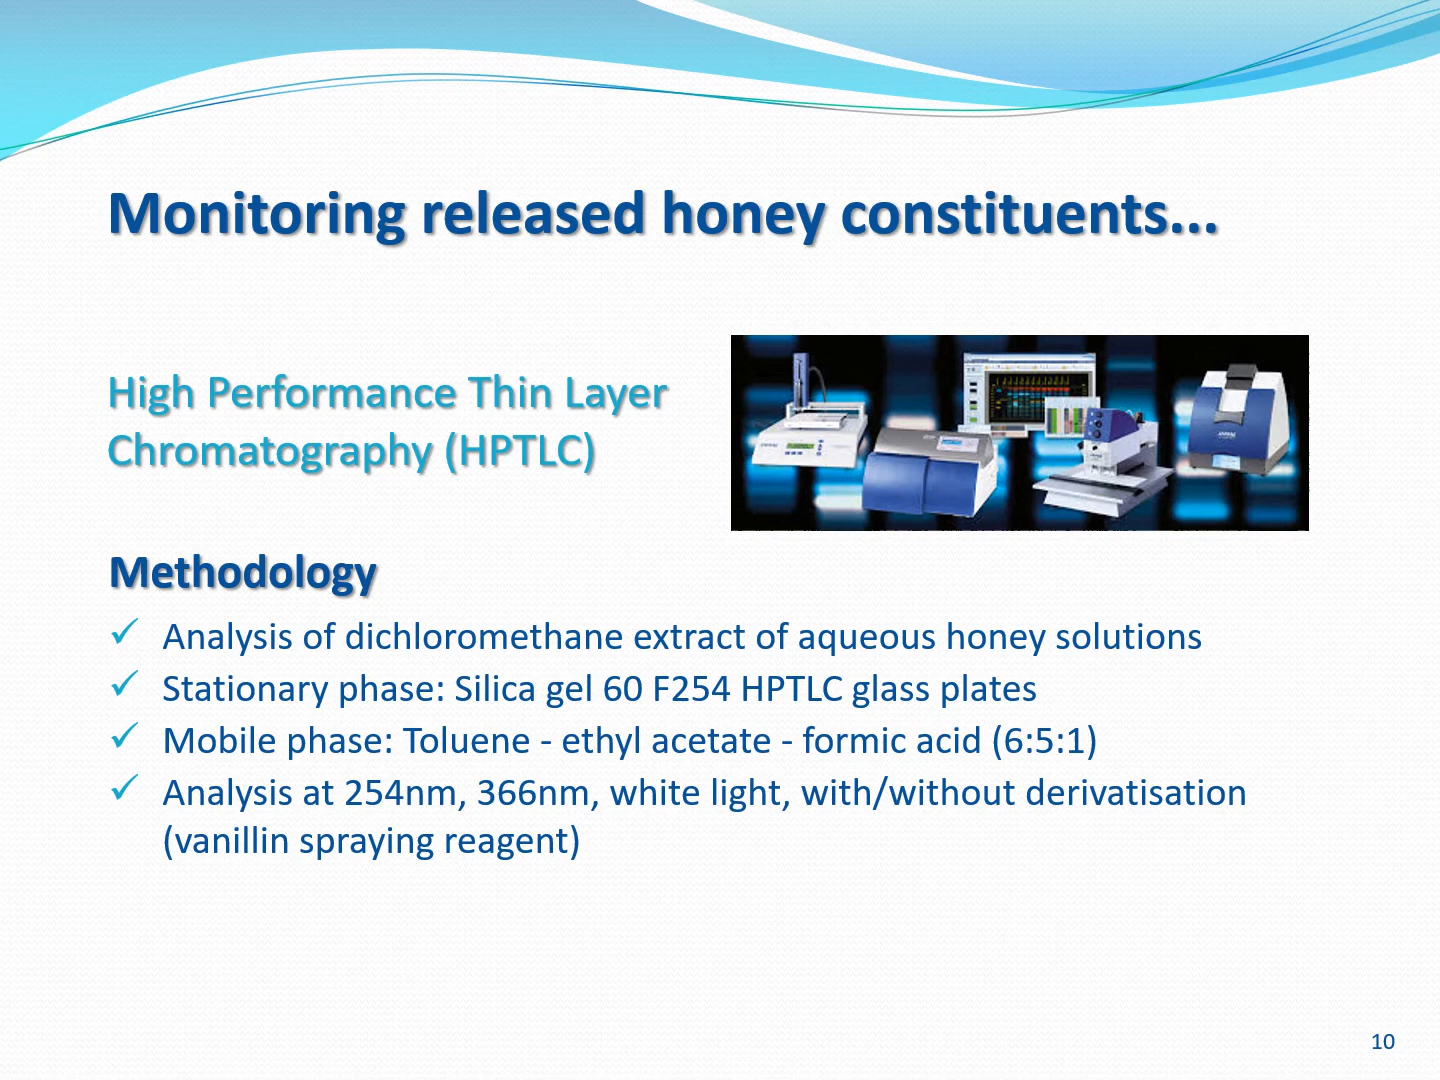 Monitoring released honey constituents...
High Performance Thin Layer
Chromatography (HPTLC)
Methodology
✓ Analysis of dichloromethane extract of aqueous honey solutions
✓ Stationary phase: Silica gel 60 F254 HPTLC glass plates
✓ Mobile phase: Toluene - ethyl acetate - formic acid (6:5:1)
✓ Analysis at 254nm, 366nm, white light, with/without derivatisation
(vanillin spraying reagent)
10